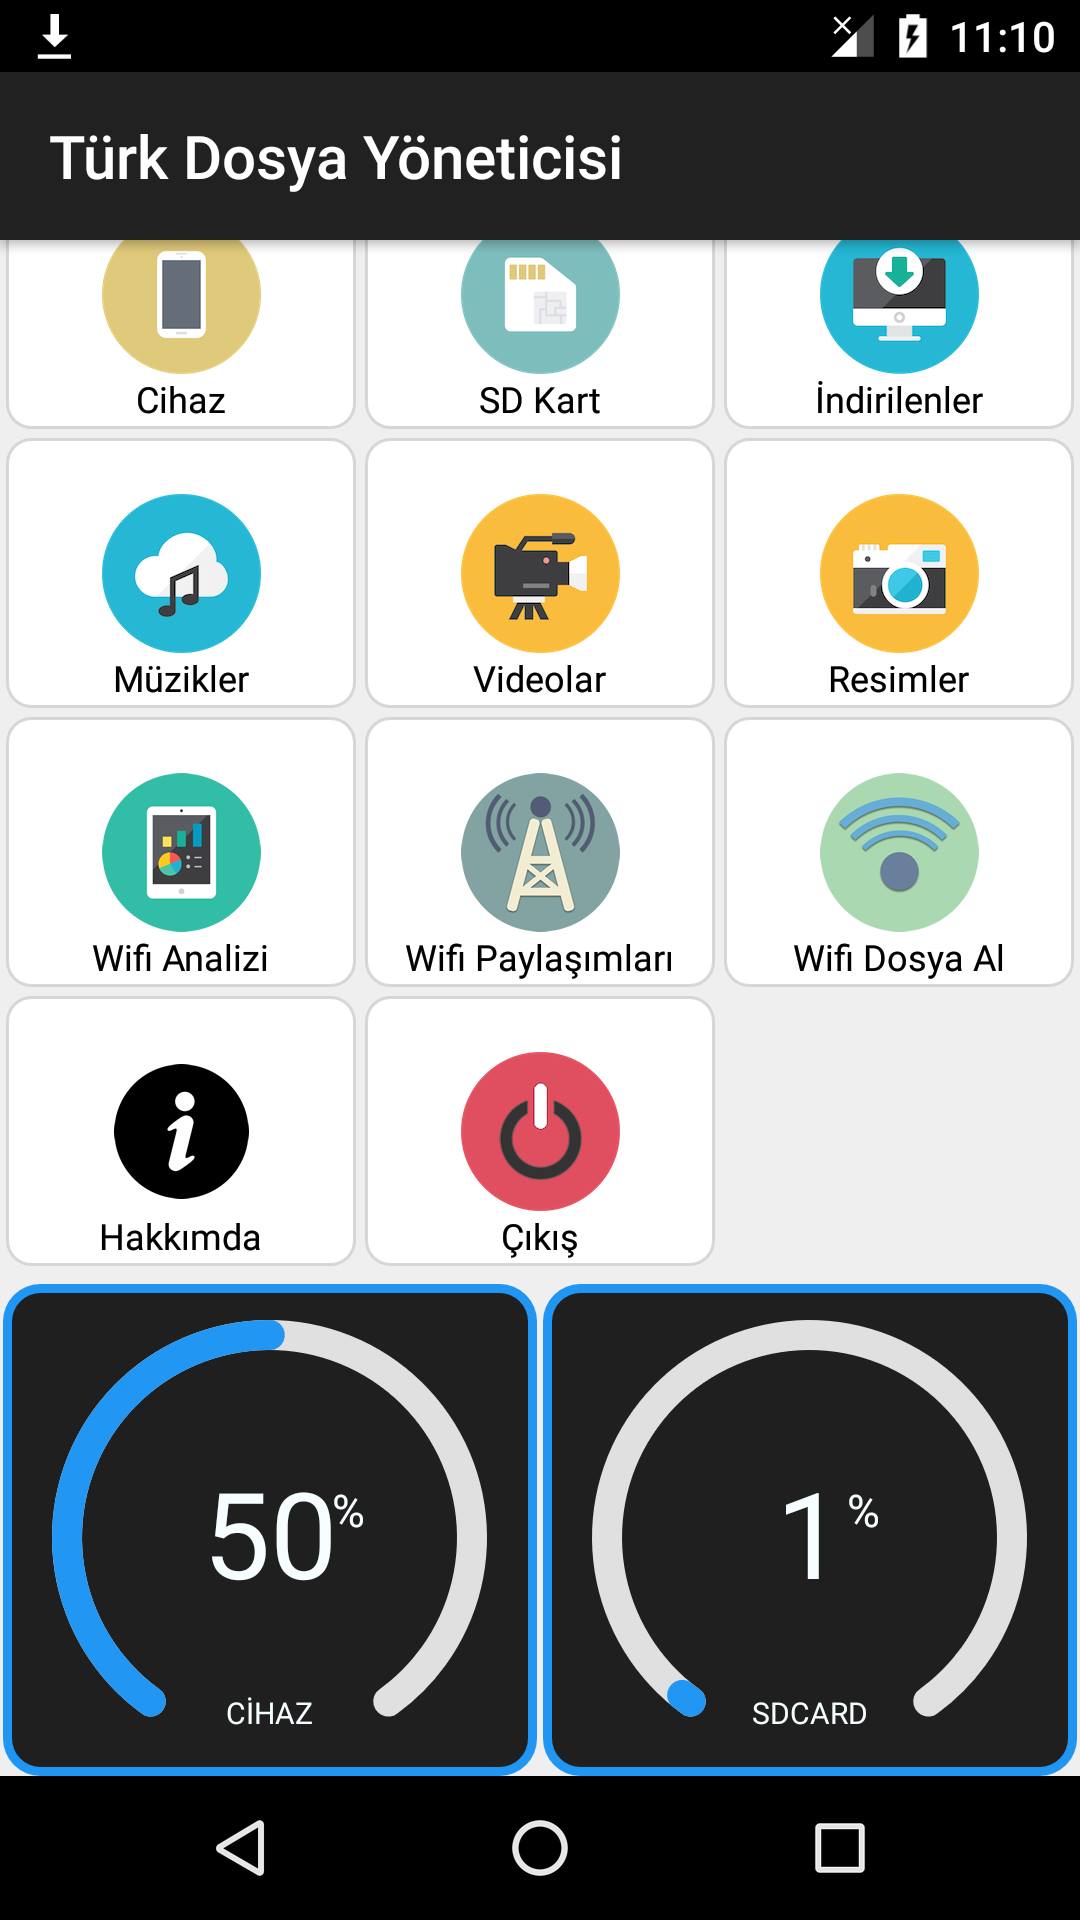 11:10
Türk Dosya Yöneticisi
Cihaz
SD Kart
İndirilenler
Müzikler
Videolar
Resimler
Wifi Analizi
Wifi Paylaşımları
Wifi Dosya Al
Hakkımda
Çıkış
50%
1%
CİHAZ
SDCARD